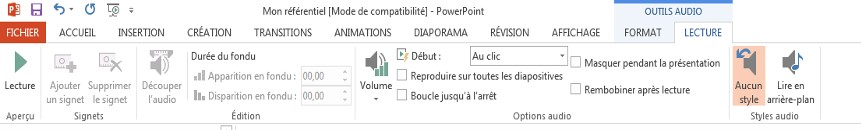 Mon référentiel [Mode de compatibilité] - PowerPoint
OUTILS AUDIO
FICHIER ACCUEIL INSERTION CRÉATION TRANSITIONS ANIMATIONS DIAPORAMA RÉVISION AFFICHAGE FORMAT LECTURE
Lecture
Ajouter un signet
Supprimer le signet
Découper l'audio
Durée du fondu
Apparition en fondu : 00,00
Disparition en fondu : 00,00
Volume
Début : Au clic
Reproduire sur toutes les diapositives
Boucle jusqu'à l'arrêt
Masquer pendant la présentation
Rembobiner après lecture
Aucun style
Lire en arrière-plan
Aperçu Signets Édition Options audio Styles audio